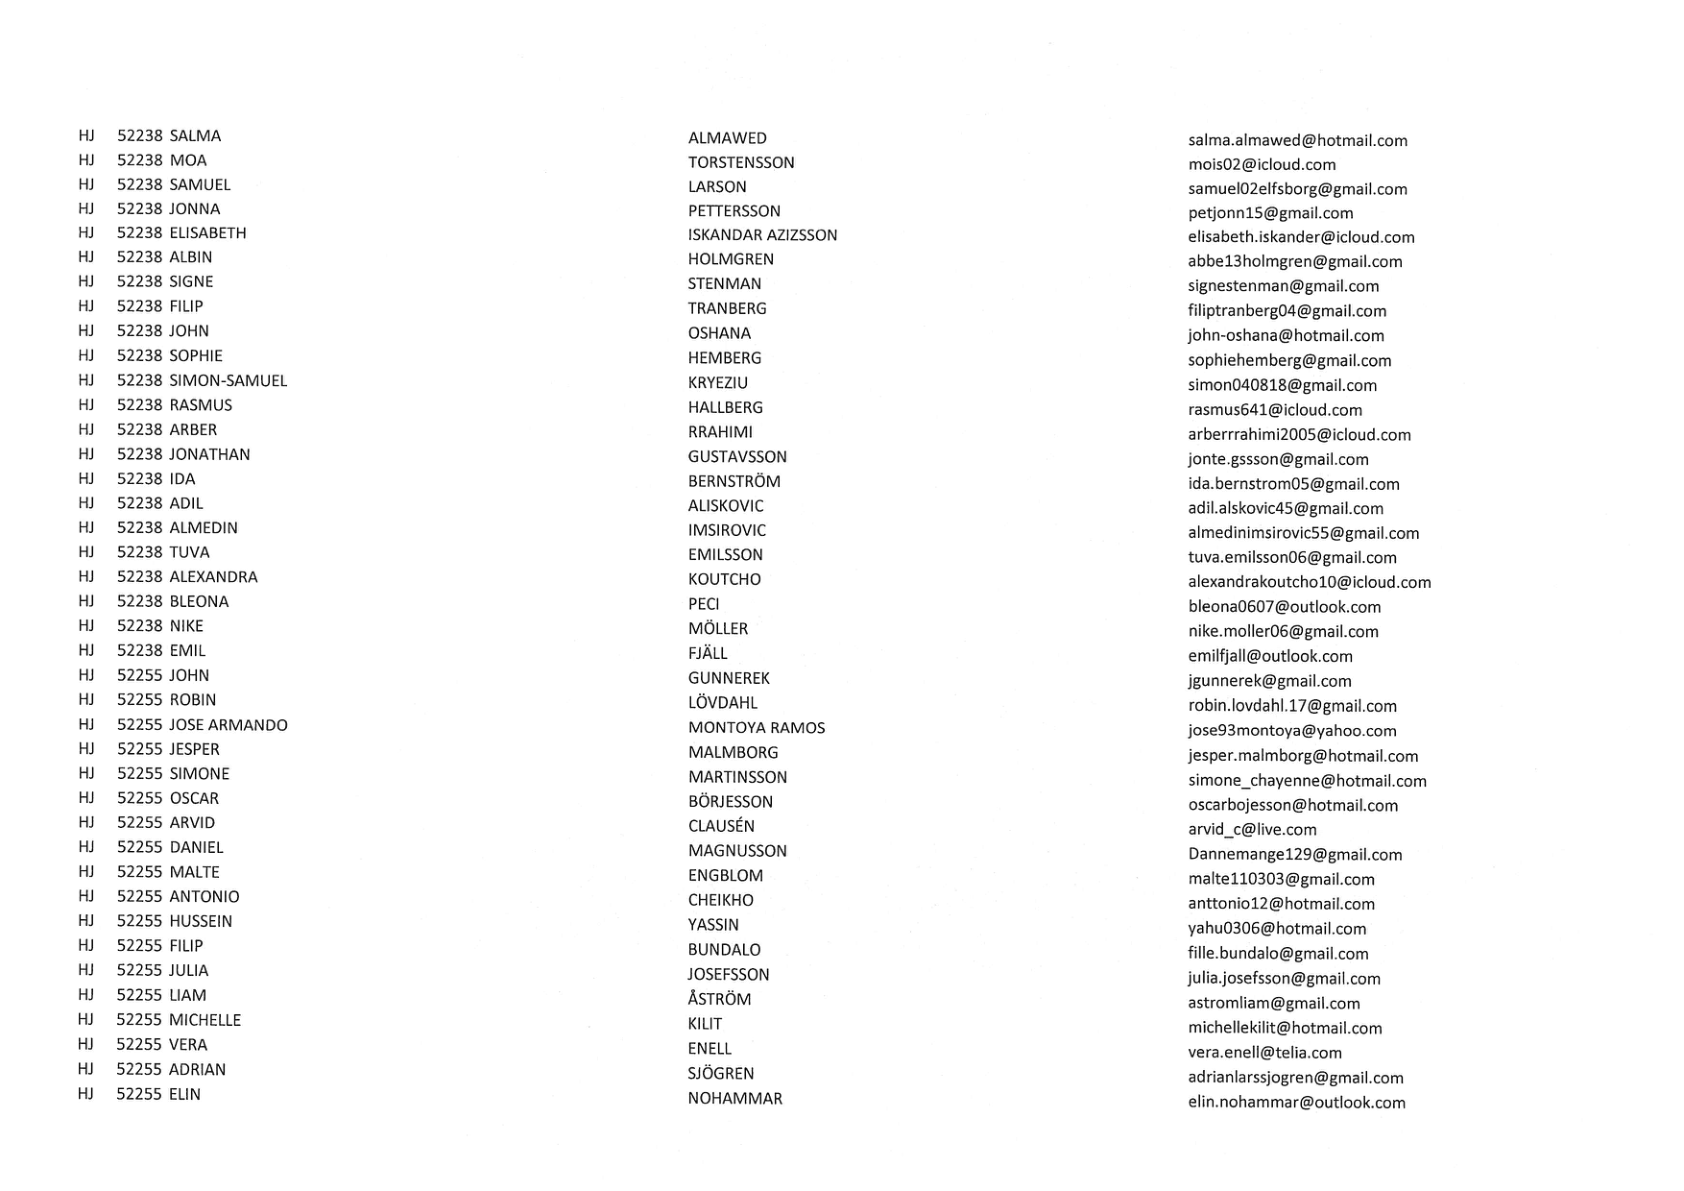 HJ 52238 SALMA ALMAWED salma.almawed@hotmail.com
HJ 52238 MOA TORSTENSSON mois02@icloud.com
HJ 52238 SAMUEL LARSON samuel02elfsborg@gmail.com
HJ 52238 JONNA PETTERSSON petjonn15@gmail.com
HJ 52238 ELISABETH ISKANDAR AZIZSSON elisabeth.iskander@icloud.com
HJ 52238 ALBIN HOLMGREN abbe13holmgren@gmail.com
HJ 52238 SIGNE STENMAN signestenman@gmail.com
HJ 52238 FILIP TRANBERG filiptranberg04@gmail.com
HJ 52238 JOHN OSHANA john-oshana@hotmail.com
HJ 52238 SOPHIE HEMBERG sophiehemberg@gmail.com
HJ 52238 SIMON-SAMUEL KRYEZIU simon040818@gmail.com
HJ 52238 RASMUS HALLBERG rasmus641@icloud.com
HJ 52238 ARBER RRAHIMI arberrrahimi2005@icloud.com
HJ 52238 JONATHAN GUSTAVSSON jonte.gssson@gmail.com
HJ 52238 IDA BERNSTRÖM ida.bernstrom05@gmail.com
HJ 52238 ADIL ALISKOVIC adil.alskovic45@gmail.com
HJ 52238 ALMEDIN IMSIROVIC almedinimsirovic55@gmail.com
HJ 52238 TUVA EMILSSON tuva.emilsson06@gmail.com
HJ 52238 ALEXANDRA KOUTCHO alexandrakoutcho10@icloud.com
HJ 52238 BLEONA PECI bleona0607@outlook.com
HJ 52238 NIKE MÖLLER nike.moller06@gmail.com
HJ 52238 EMIL FJÄLL emilfjall@outlook.com
HJ 52255 JOHN GUNNEREK jgunnerek@gmail.com
HJ 52255 ROBIN LÖVDAHL robin.lovdahl.17@gmail.com
HJ 52255 JOSE ARMANDO MONTOYA RAMOS jose93montoya@yahoo.com
HJ 52255 JESPER MALMBORG jesper.malmborg@hotmail.com
HJ 52255 SIMONE MARTINSSON simone_chayenne@hotmail.com
HJ 52255 OSCAR BÖRJESSON oscarbojesson@hotmail.com
HJ 52255 ARVID CLAUSÉN arvid_c@live.com
HJ 52255 DANIEL MAGNUSSON Dannemange129@gmail.com
HJ 52255 MALTE ENGBLOM malte110303@gmail.com
HJ 52255 ANTONIO CHEIKHO anttonio12@hotmail.com
HJ 52255 HUSSEIN YASSIN yahu0306@hotmail.com
HJ 52255 FILIP BUNDALO fille.bundalo@gmail.com
HJ 52255 JULIA JOSEFSSON julia.josefsson@gmail.com
HJ 52255 LIAM ÅSTRÖM astromliam@gmail.com
HJ 52255 MICHELLE KILIT michellekilit@hotmail.com
HJ 52255 VERA ENELL vera.enell@telia.com
HJ 52255 ADRIAN SJÖGREN adrianlarssjogren@gmail.com
HJ 52255 ELIN NOHAMMAR elin.nohammar@outlook.com